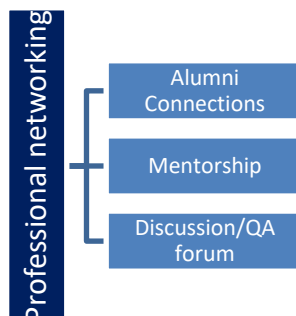 Professional networking
Alumni
Connections
Mentorship
Discussion/QA
forum